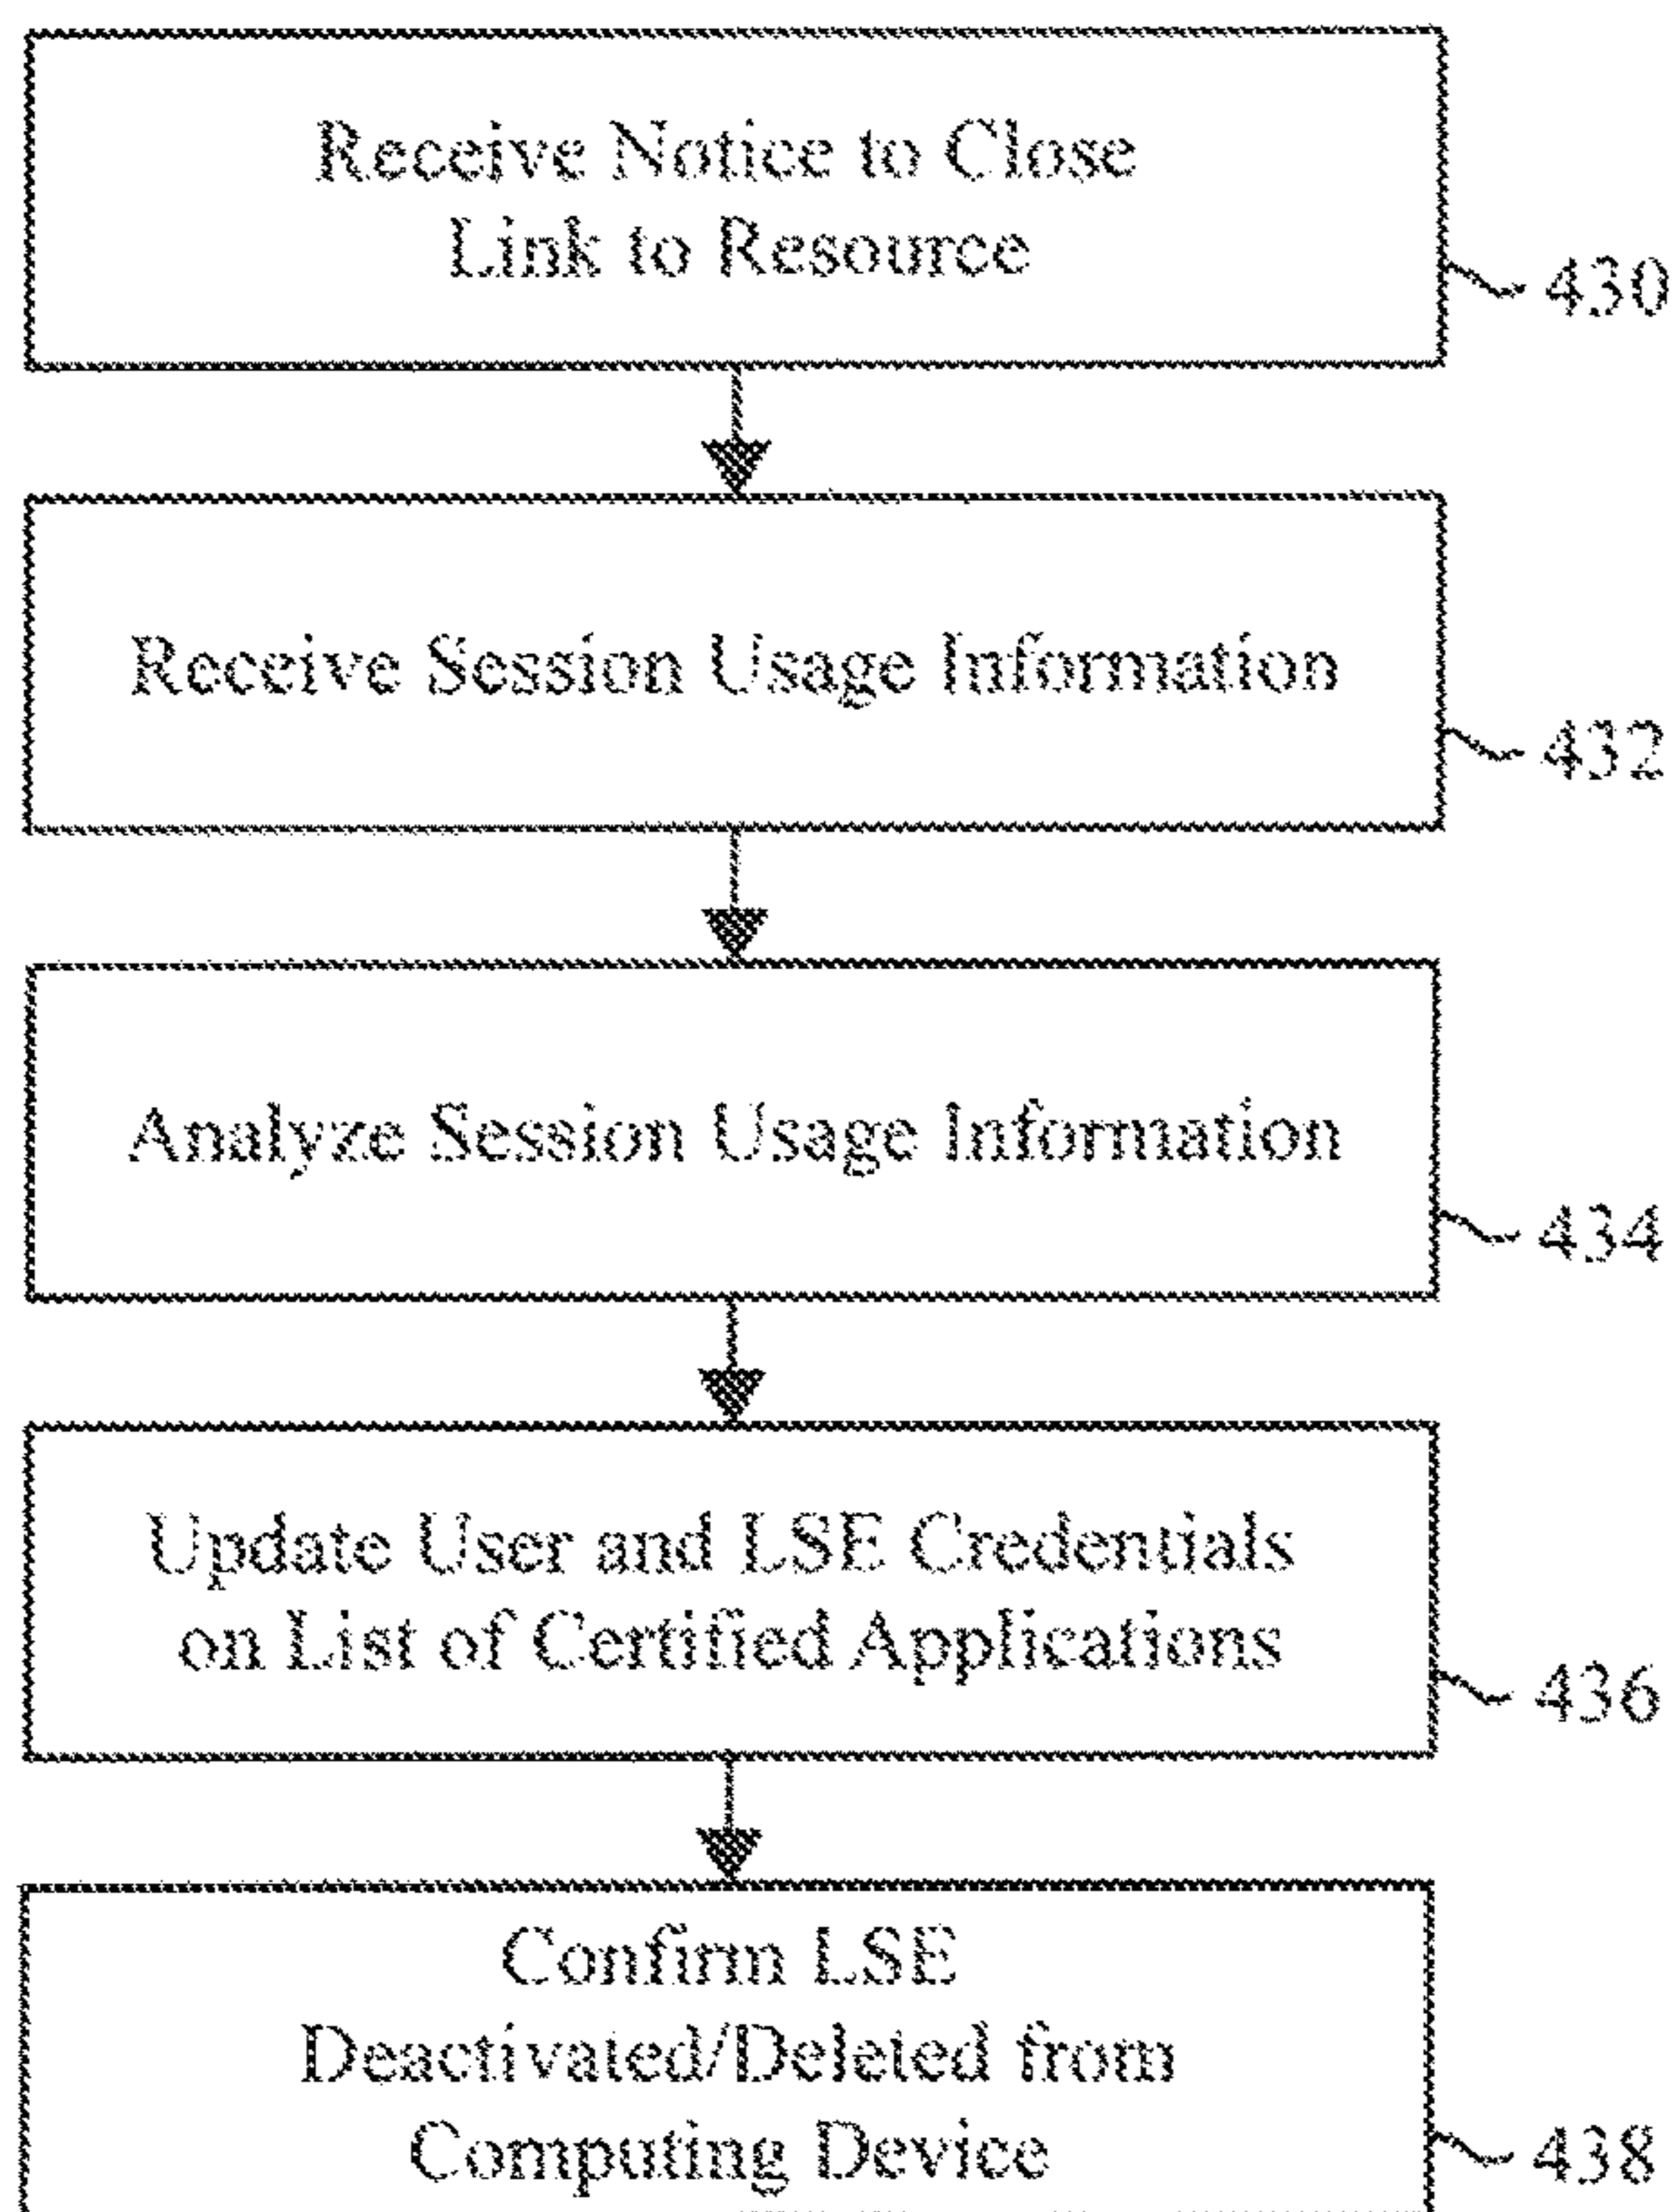 Receive Notice to Close
Link to Resource
430
Receive Session Usage Information
432
Analyze Session Usage Information
434
Update User and LSE Credentials
on List of Certified Applications
436
Confirm LSE
Deactivated/Deleted from
Computing Device
438